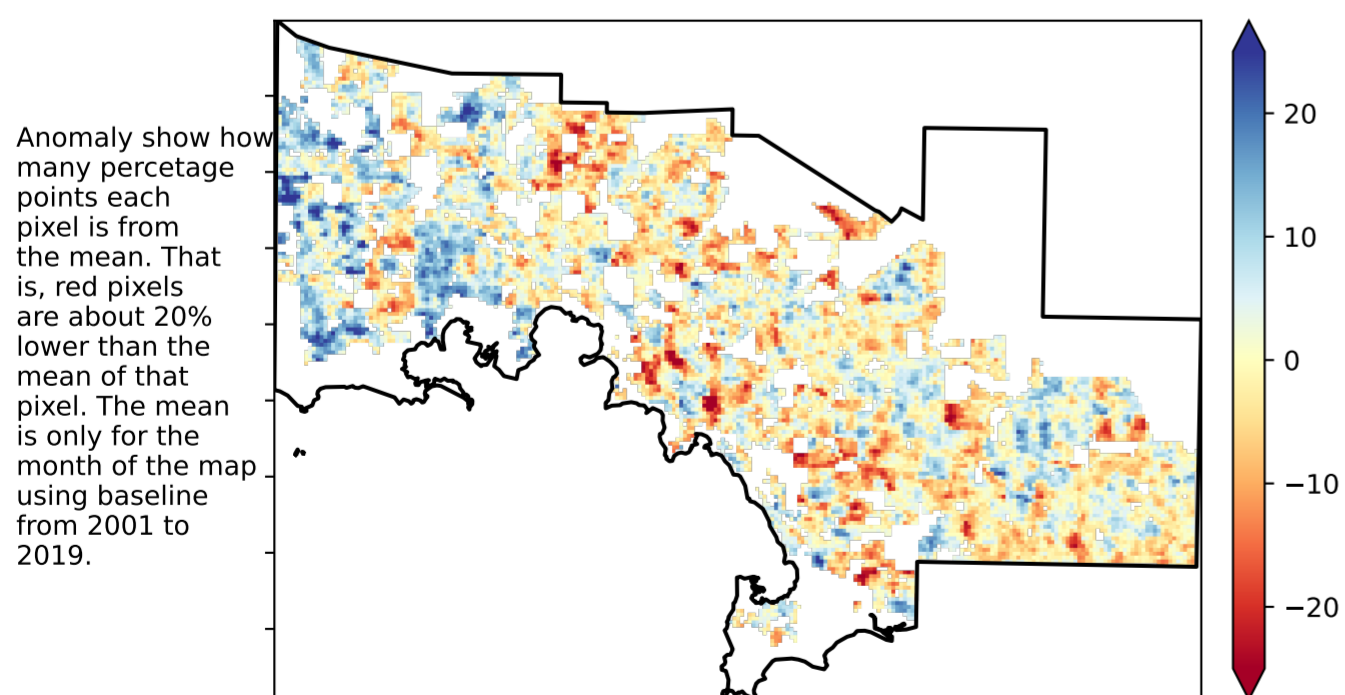 Anomaly show how
many percetage
points each
pixel is from
the mean. That
is, red pixels
are about 20%
lower than the
mean of that
pixel. The mean
is only for the
month of the map
using baseline
from 2001 to
2019.
20
10
0
−10
−20